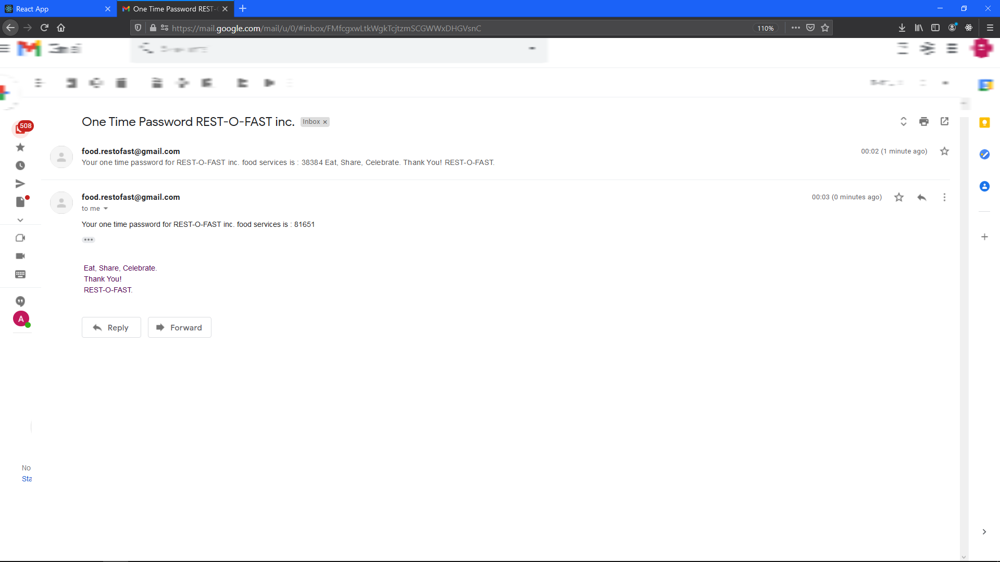 React App
One Time Password REST-
https://mail.google.com/mail/u/0/#inbox/FMfcgxwLtkWgkTcjtzmSCGWWxDHGVsnC
110%
508
One Time Password REST-O-FAST inc.
Inbox x
food.restofast@gmail.com
00:02 (1 minute ago)
Your one time password for REST-O-FAST inc. food services is : 38384 Eat, Share, Celebrate. Thank You! REST-O-FAST.
food.restofast@gmail.com
00:03 (0 minutes ago)
to me
Your one time password for REST-O-FAST inc. food services is : 81651
Eat, Share, Celebrate.
Thank You!
REST-O-FAST.
A
Reply
Forward
No
Sta